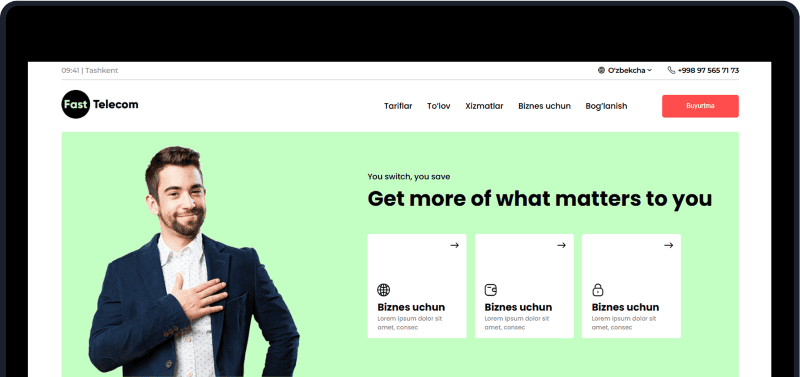 09:41 | Tashkent
O'zbekcha
+998 97 565 71 73
Fast Telecom
Tariflar
To'lov
Xizmatlar
Biznes uchun
Bog'lanish
Buyurtma
You switch, you save
Get more of what matters to you
Biznes uchun
Lorem ipsum dolor sit
amet, consec
Biznes uchun
Lorem ipsum dolor sit
amet, consec
Biznes uchun
Lorem ipsum dolor sit
amet, consec